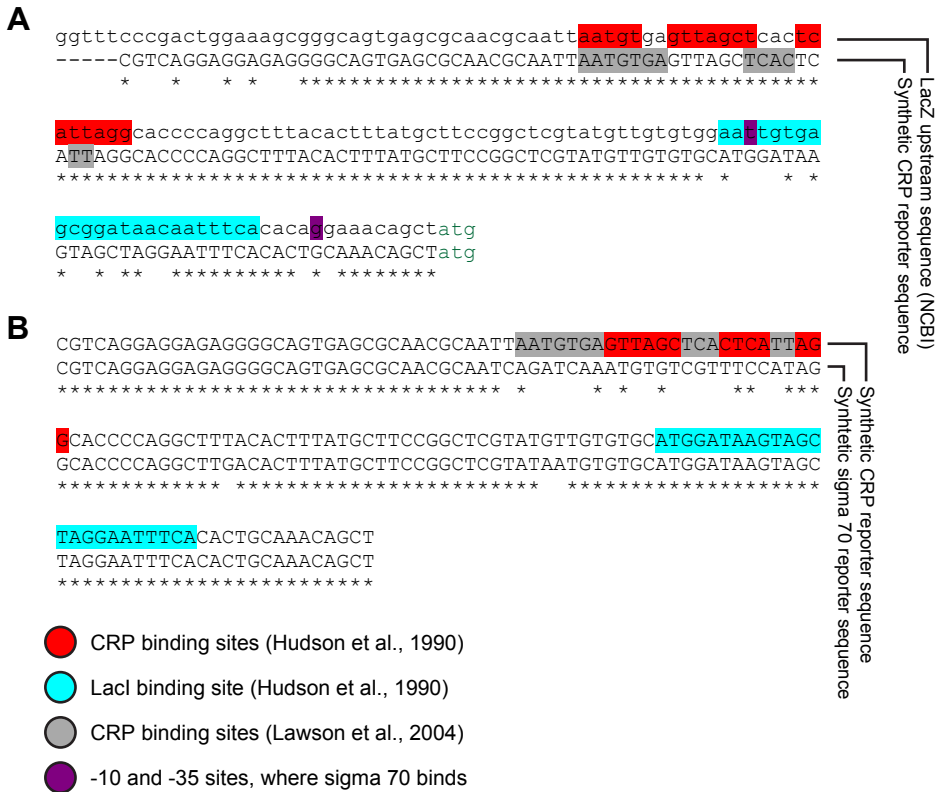 A
ggtttcccgactggaaagcgggcagtgagcgcaacgcaattaatgtgagttagctcactc
-----CGTCAGGAGGAGAGGGGCAGTGAGCGCAACGCAATTAATGTGAGTTAGCTCACTC
*   *   * *   *****************************************
attaggcaccccaggctttacactttatgcttccggctcgtatgttgtgtggaattgtga
ATTAGGCACCCCAGGCTTTACACTTTATGCTTCCGGCTCGTATGTTGTGTGCATGGATAA
*************************************************** *    * *
gcggataacaatttcacacaggaaacagctatg
GTAGCTAGGAATTTCACACTGCAAACAGCTatg
*  * **  ********** * ********
LacZ upstream sequence (NCBI)
Synthetic CRP reporter sequence
B
CGTCAGGAGGAGAGGGGCAGTGAGCGCAACGCAATTAATGTGAGTTAGCTCACTCATTAG
CGTCAGGAGGAGAGGGGCAGTGAGCGCAACGCAATCAGATCAAATGTGTCGTTTCCATAG
*********************************** *     * *  *     **  ***
GCACCCCAGGCTTTACACTTTATGCTTCCGGCTCGTATGTTGTGTGCATGGATAAGTAGC
GCACCCCAGGCTTGACACTTTATGCTTCCGGCTCGTATAATGTGTGCATGGATAAGTAGC
************* ************************  ********************
TAGGAATTTCACACTGCAAACAGCT
TAGGAATTTCACACTGCAAACAGCT
*************************
Synthetic CRP reporter sequence
Synhtetic sigma 70 reporter sequence
CRP binding sites (Hudson et al., 1990)
LacI binding site (Hudson et al., 1990)
CRP binding sites (Lawson et al., 2004)
-10 and -35 sites, where sigma 70 binds